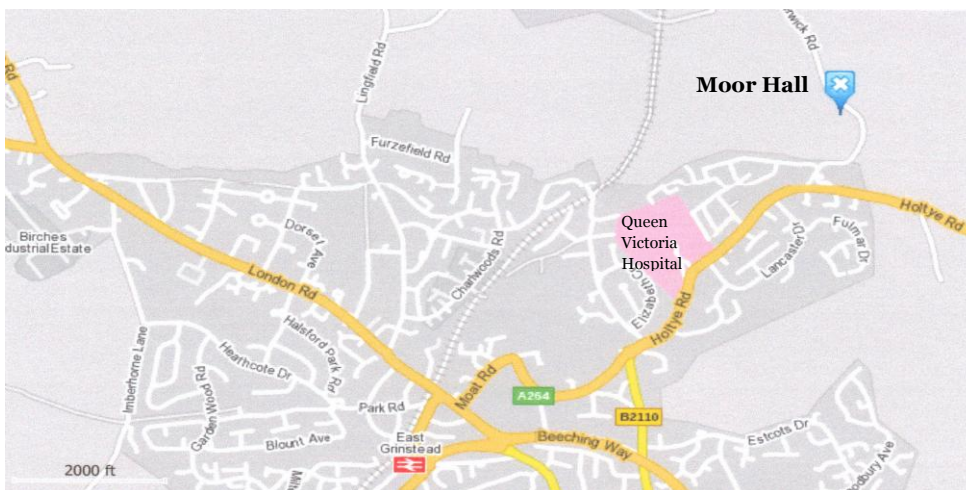 Rd
Lingfield Rd
Rd
Moor Hall
Furzefield Rd
Holtye Rd
Queen
Victoria
Hospital
Fulmar Dr
Lancaster Dr
Birches
Dorset Ave
Charlwoods Rd
London Rd
Holtye Rd
Imberhorne Lane
Halsford Park Rd
Heathcote Dr
Moat Rd
A264
Garden Wood Rd
Park Rd
B2110
Blount Ave
East
Grinstead
Beeching Way
Estcots Dr
2000 ft